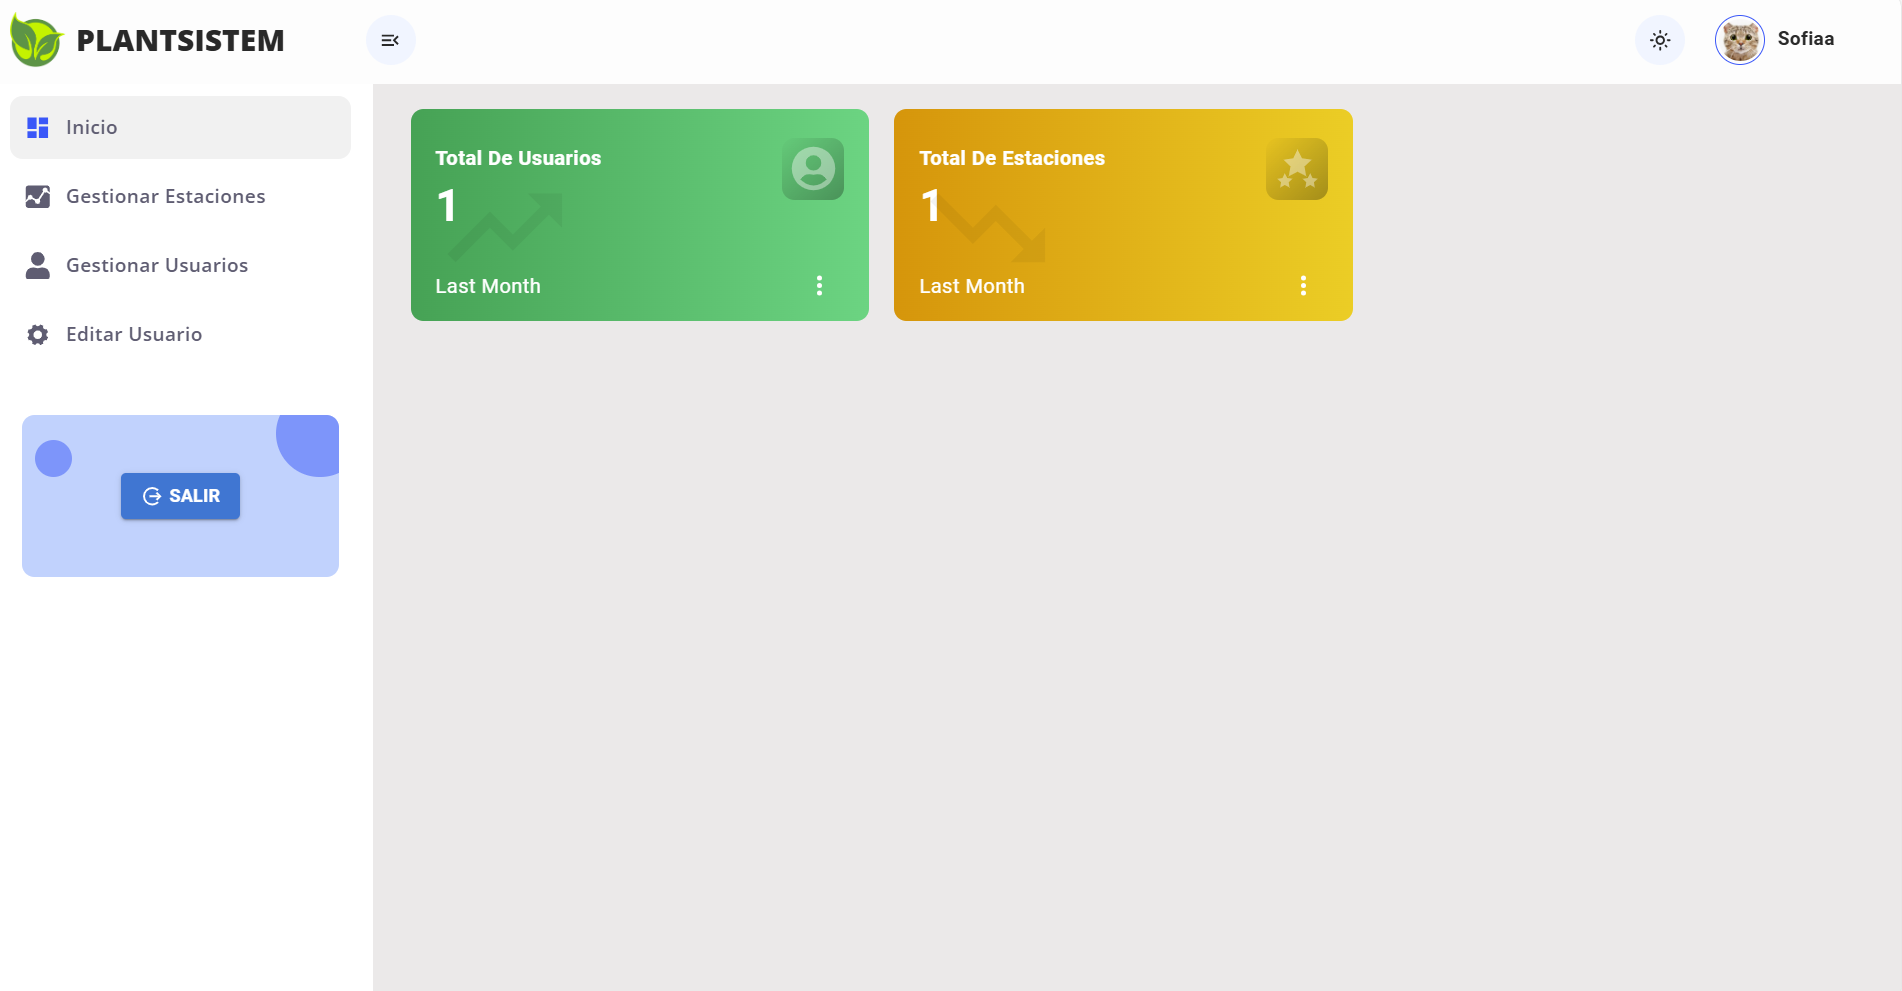 PLANTSISTEM
Sofiaa
Inicio
Gestionar Estaciones
Gestionar Usuarios
Editar Usuario
SALIR
Total De Usuarios
1
Last Month
Total De Estaciones
1
Last Month